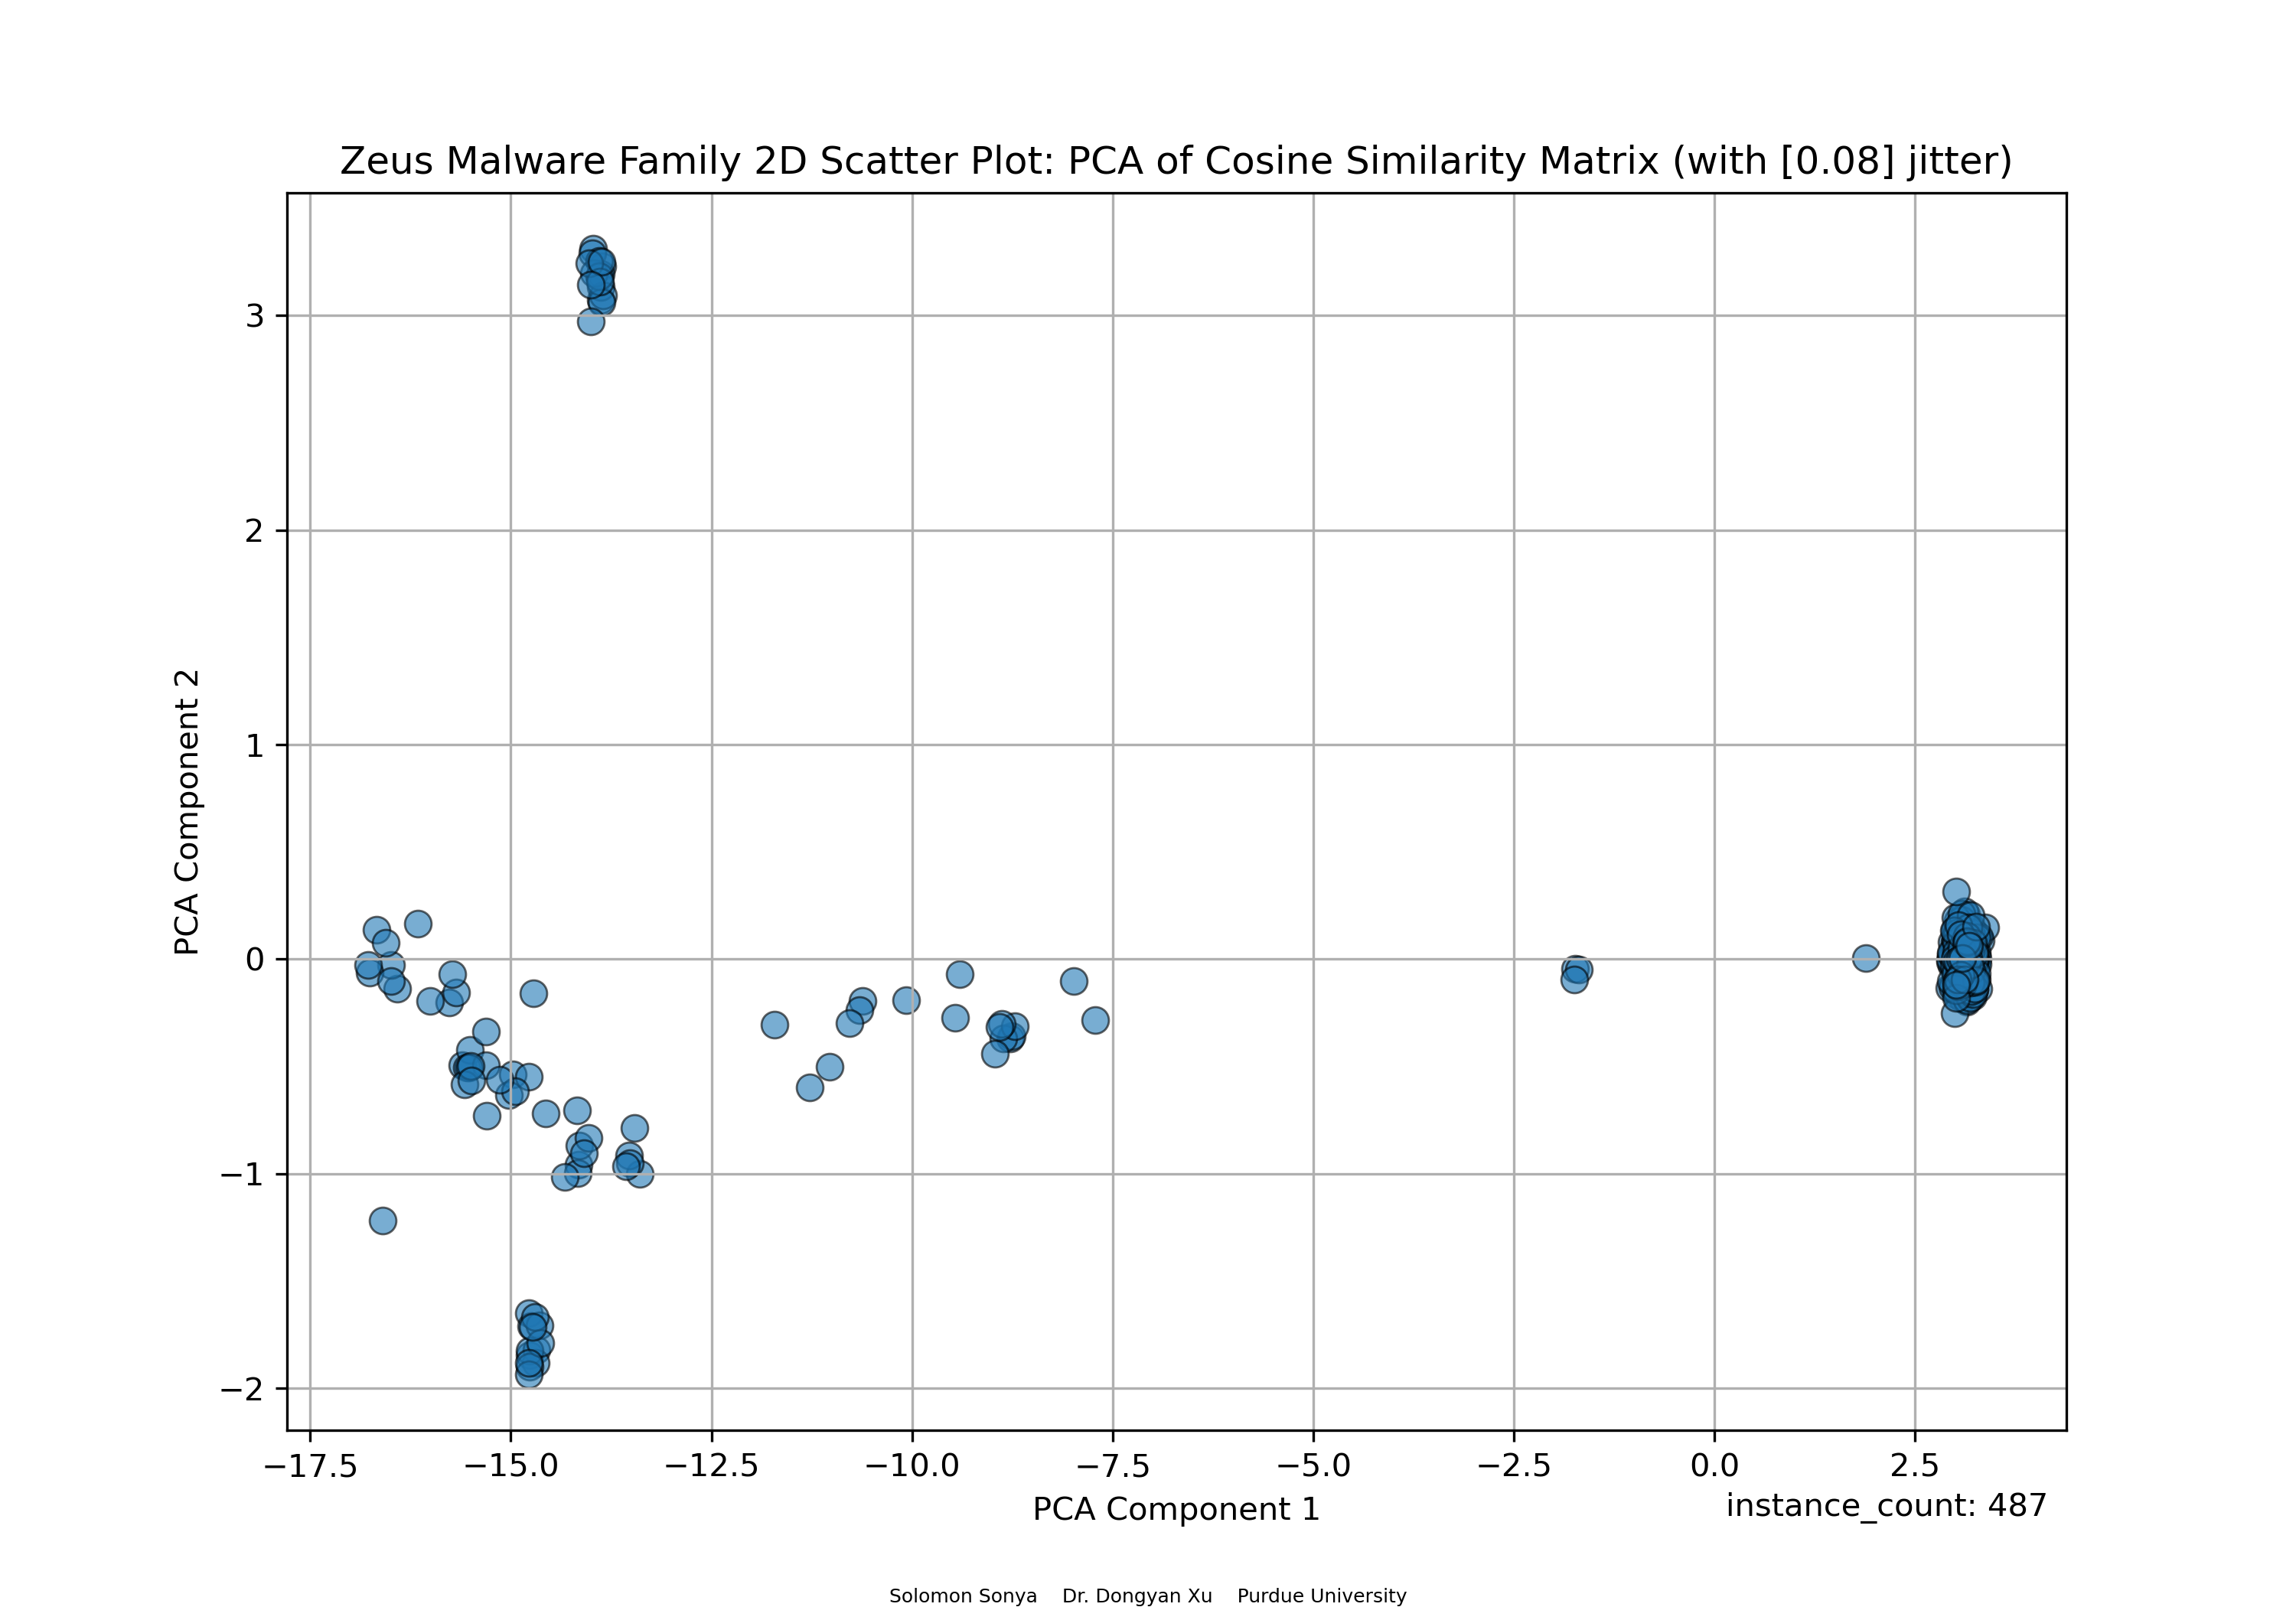 Zeus Malware Family 2D Scatter Plot: PCA of Cosine Similarity Matrix (with [0.08] jitter)
PCA Component 2
3
2
1
0
−1
−2
−17.5 −15.0 −12.5 −10.0 −7.5 −5.0 −2.5 0.0 2.5
PCA Component 1
instance_count: 487
Solomon Sonya Dr. Dongyan Xu Purdue University